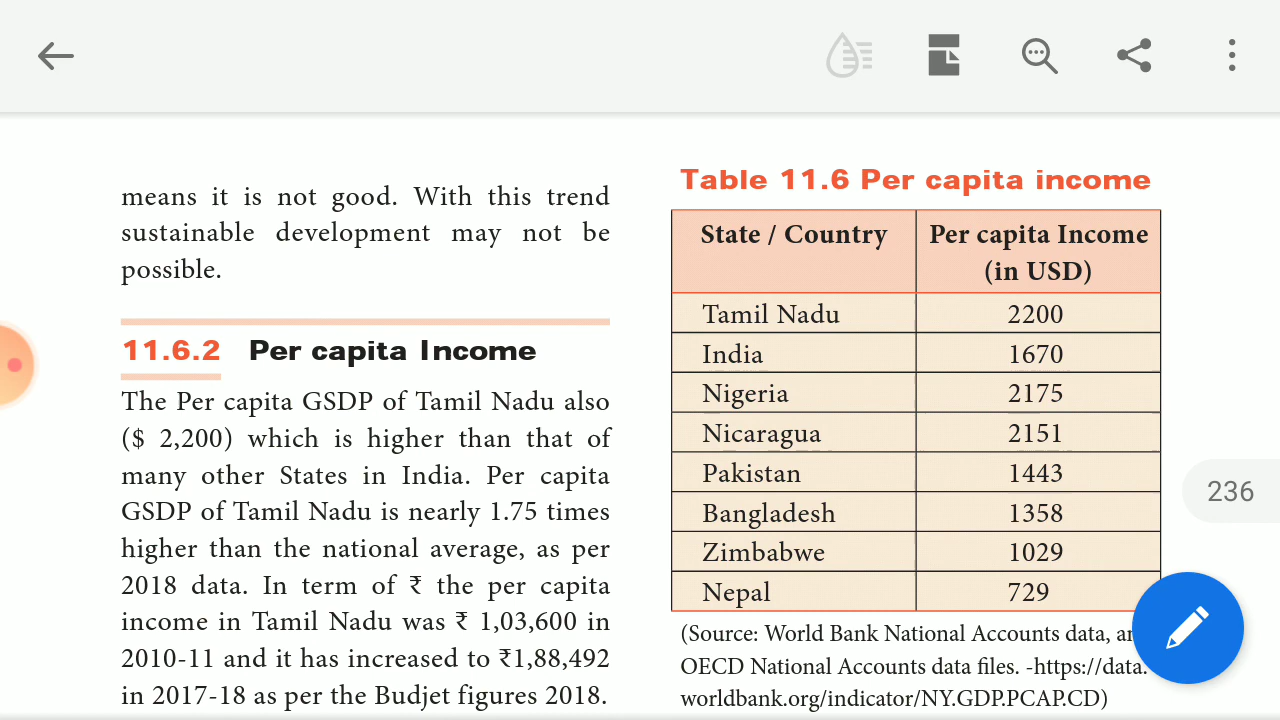 means it is not good. With this trend
sustainable development may not be
possible.
11.6.2 Per capita Income
The Per capita GSDP of Tamil Nadu also
($ 2,200) which is higher than that of
many other States in India. Per capita
GSDP of Tamil Nadu is nearly 1.75 times
higher than the national average, as per
2018 data. In term of ₹ the per capita
income in Tamil Nadu was ₹ 1,03,600 in
2010-11 and it has increased to ₹1,88,492
in 2017-18 as per the Budjet figures 2018.
Table 11.6 Per capita income
State / Country Per capita Income
(in USD)
Tamil Nadu 2200
India 1670
Nigeria 2175
Nicaragua 2151
Pakistan 1443
Bangladesh 1358
Zimbabwe 1029
Nepal 729
(Source: World Bank National Accounts data,
OECD National Accounts data files. -https://data.
worldbank.org/indicator/NY.GDP.PCAP.CD)
236